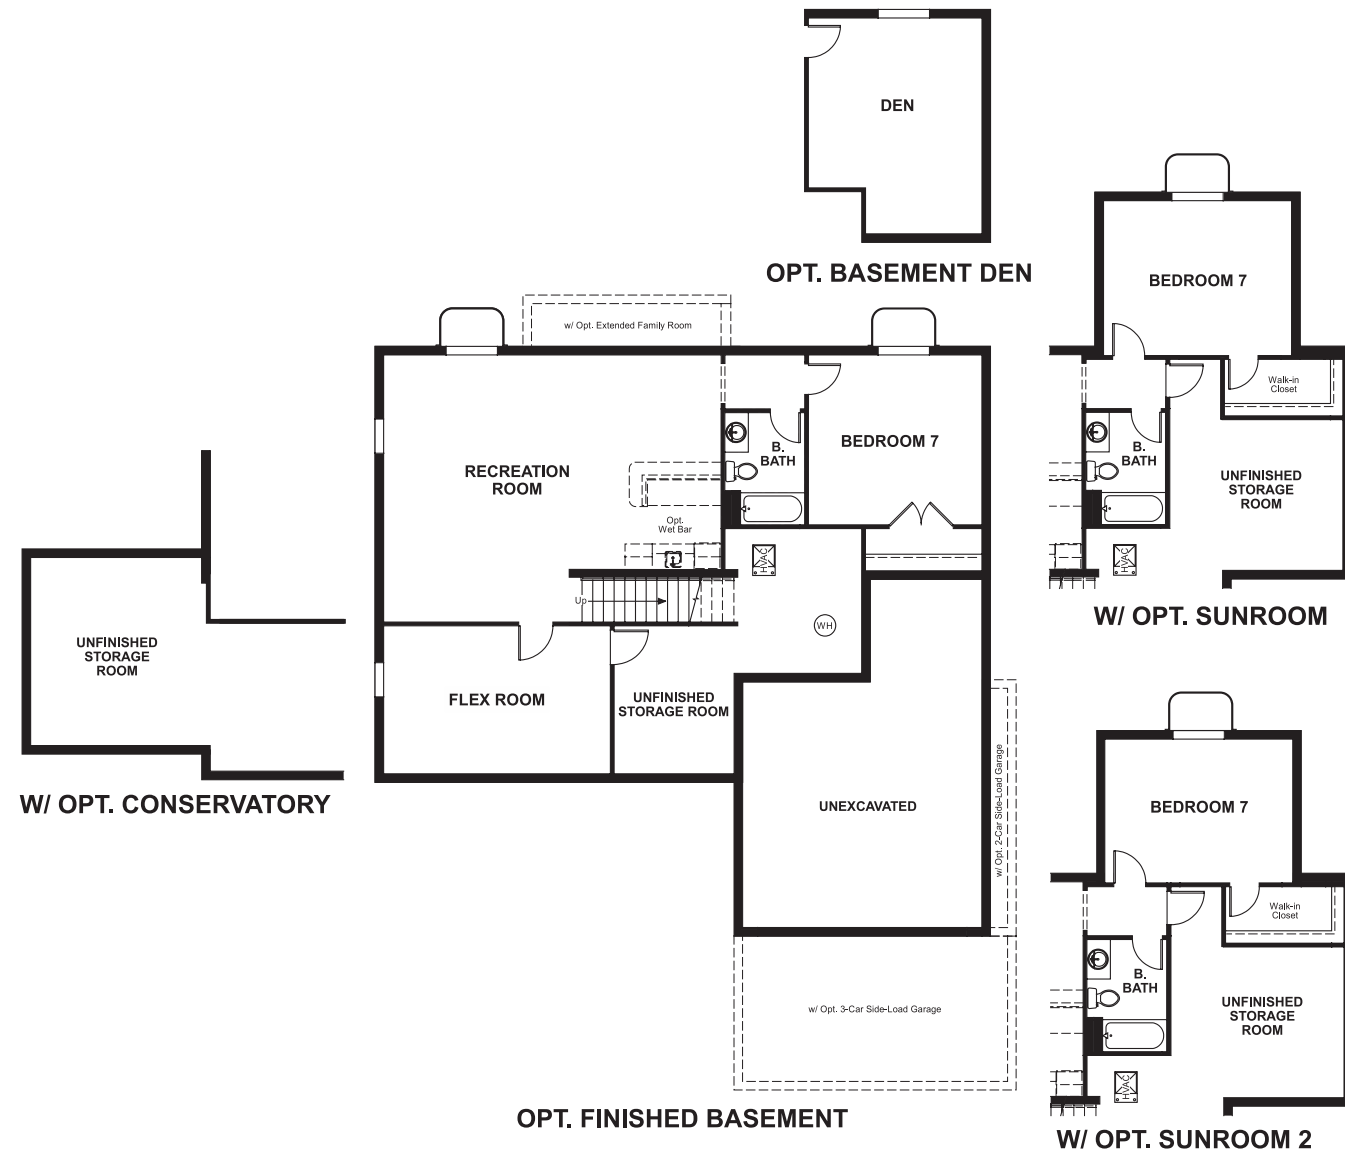 DEN
OPT. BASEMENT DEN
w/ Opt. Extended Family Room
RECREATION
ROOM
B.
BATH
BEDROOM 7
Opt.
Wet Bar
HVAC
Up
WH
FLEX ROOM
UNFINISHED
STORAGE ROOM
UNEXCAVATED
w/ Opt. 2-Car Side-Load Garage
w/ Opt. 3-Car Side-Load Garage
OPT. FINISHED BASEMENT
UNFINISHED
STORAGE
ROOM
W/ OPT. CONSERVATORY
BEDROOM 7
Walk-in
Closet
B.
BATH
UNFINISHED
STORAGE
ROOM
HVAC
W/ OPT. SUNROOM
BEDROOM 7
Walk-in
Closet
B.
BATH
UNFINISHED
STORAGE
ROOM
HVAC
W/ OPT. SUNROOM 2